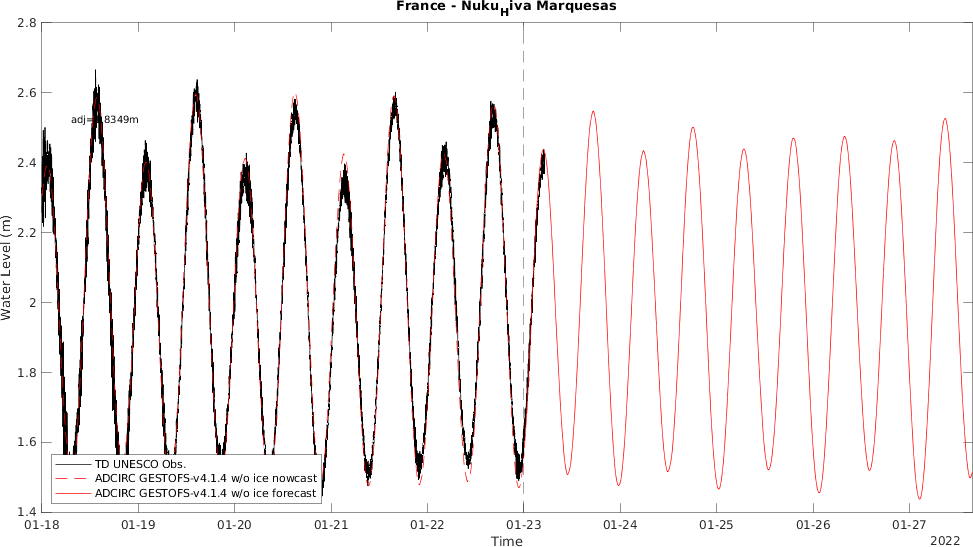 France - Nuku_Hiva Marquesas
2.8
2.6
2.4
2.2
2
1.8
1.6
1.4
Water Level (m)
8349m
TD UNESCO Obs.
ADCIRC GESTOFS-v4.1.4 w/o ice nowcast
ADCIRC GESTOFS-v4.1.4 w/o ice forecast
01-18
01-19
01-20
01-21
01-22
01-23
01-24
01-25
01-26
01-27
Time
2022